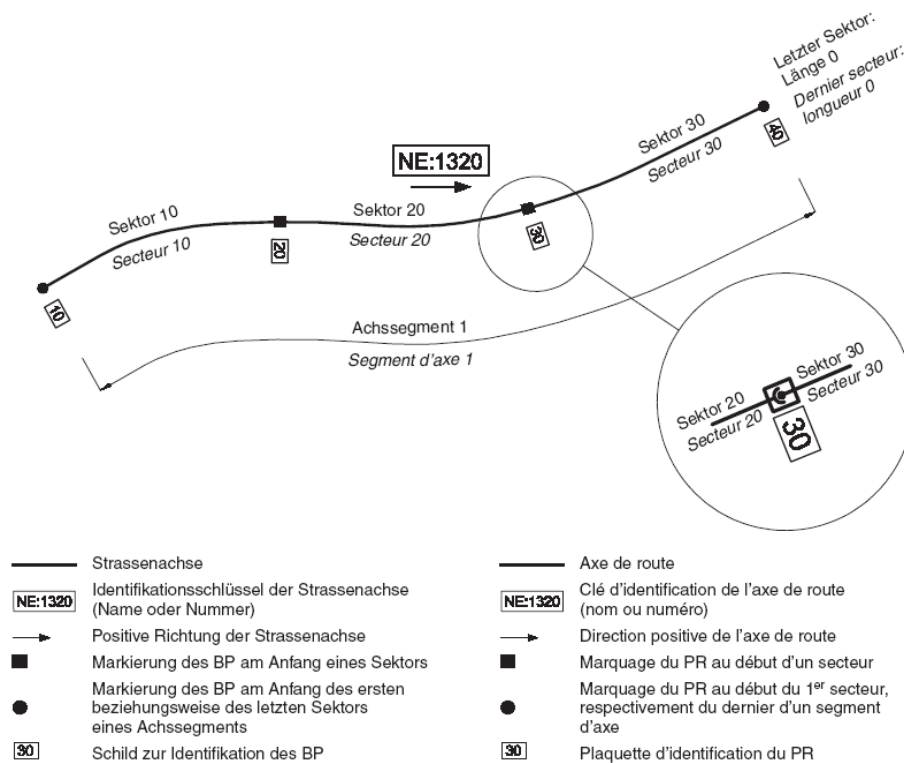 Letzter Sektor:
Länge 0
Dernier secteur:
longueur 0
40
Sektor 30
Secteur 30
NE:1320
Sektor 20
Secteur 20
30
Sektor 10
Secteur 10
20
10
Achssegment 1
Segment d'axe 1
Sektor 30
Secteur 30
Sektor 20
Secteur 20
30
Strassenachse
NE:1320
Identifikationsschlüssel der Strassenachse
(Name oder Nummer)
Positive Richtung der Strassenachse
Markierung des BP am Anfang eines Sektors
Markierung des BP am Anfang des ersten
beziehungsweise des letzten Sektors
eines Achssegments
30
Schild zur Identifikation des BP
Axe de route
NE:1320
Clé d'identification de l'axe de route
(nom ou numéro)
Direction positive de l'axe de route
Marquage du PR au début d'un secteur
Marquage du PR au début du 1er secteur,
respectivement du dernier d'un segment
d'axe
30
Plaquette d'identification du PR